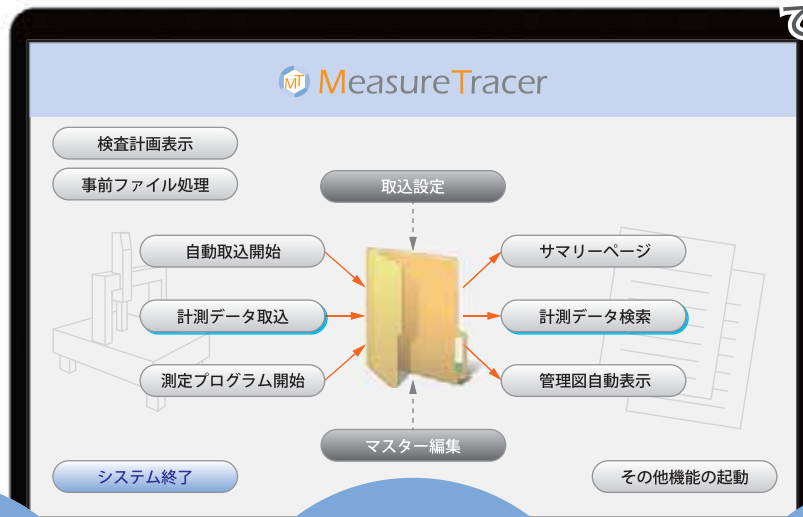 で
MT MeasureTracer
検査計画表示
事前ファイル処理
取込設定
自動取込開始
サマリーページ
計測データ取込
計測データ検索
測定プログラム開始
管理図自動表示
マスター編集
システム終了
その他機能の起動